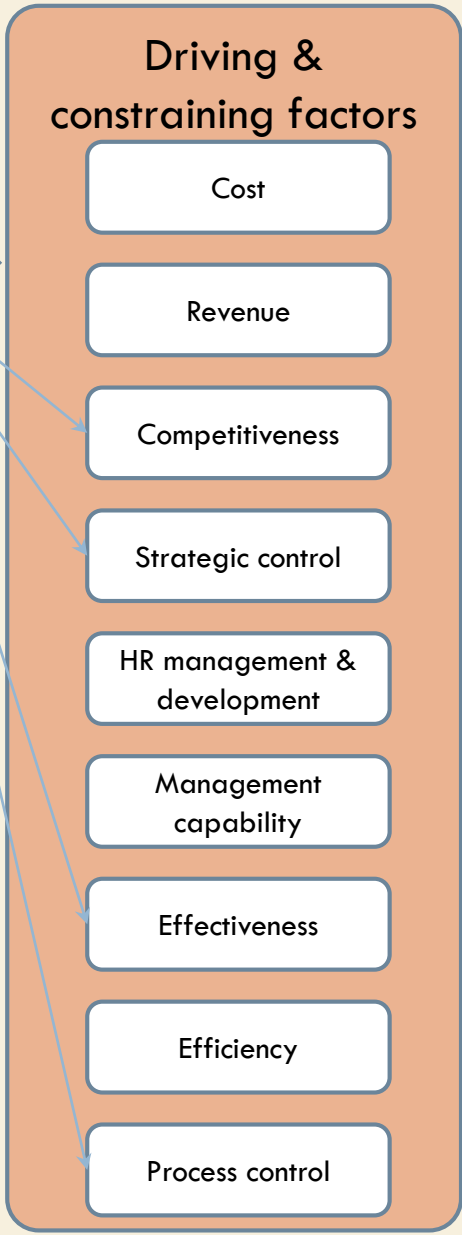 Driving &
constraining factors
Cost
Revenue
Competitiveness
Strategic control
HR management &
development
Management
capability
Effectiveness
Efficiency
Process control